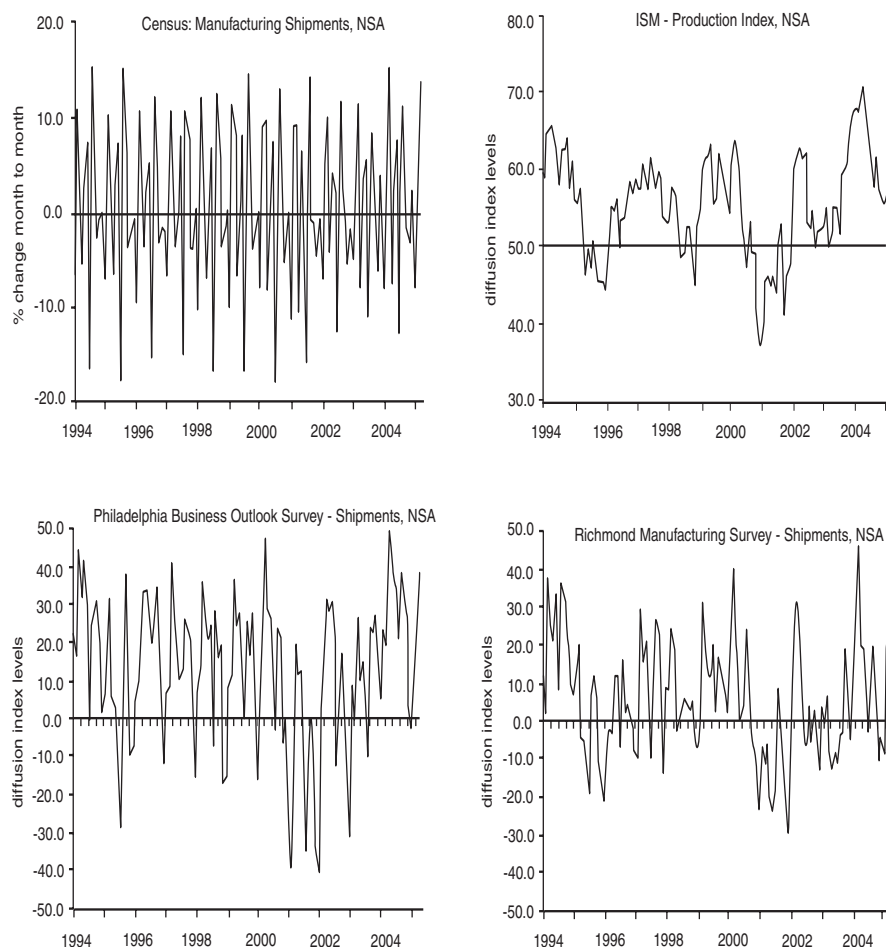 Census: Manufacturing Shipments, NSA
% change month to month
20.0
10.0
0.0
-10.0
-20.0
1994 1996 1998 2000 2002 2004
ISM - Production Index, NSA
diffusion index levels
80.0
70.0
60.0
50.0
40.0
30.0
1994 1996 1998 2000 2002 2004
Philadelphia Business Outlook Survey - Shipments, NSA
diffusion index levels
50.0
40.0
30.0
20.0
10.0
0.0
-10.0
-20.0
-30.0
-40.0
-50.0
1994 1996 1998 2000 2002 2004
Richmond Manufacturing Survey - Shipments, NSA
diffusion index levels
50.0
40.0
30.0
20.0
10.0
0.0
-10.0
-20.0
-30.0
-40.0
-50.0
1994 1996 1998 2000 2002 2004